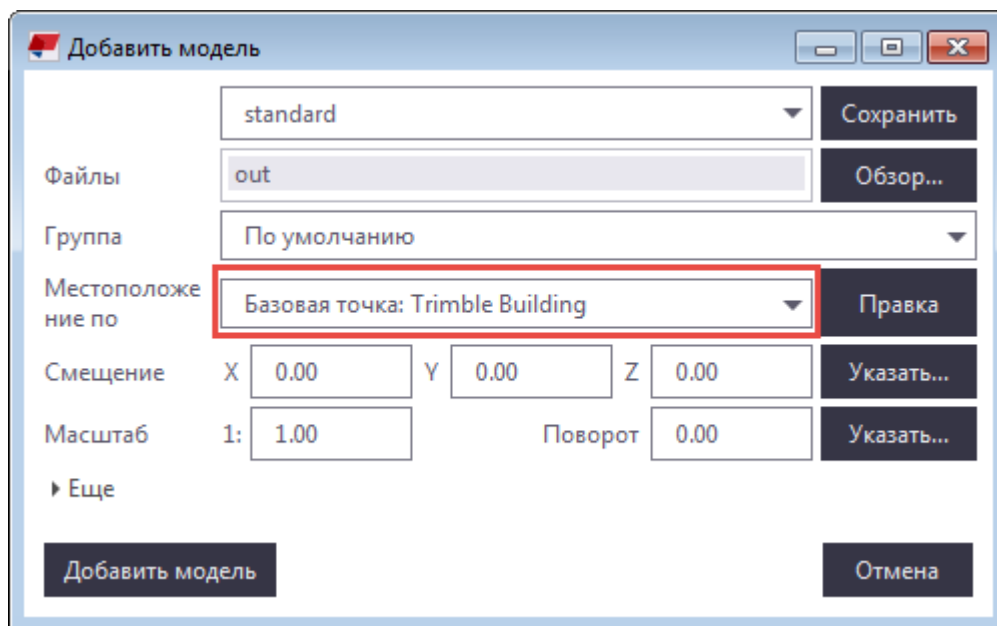 Добавить модель
standard Сохранить
Файлы out Обзор...
Группа По умолчанию
Местоположе
ние по Базовая точка: Trimble Building Правка
Смещение X 0.00 Y 0.00 Z 0.00 Указать...
Масштаб 1: 1.00 Поворот 0.00 Указать...
Еще
Добавить модель Отмена